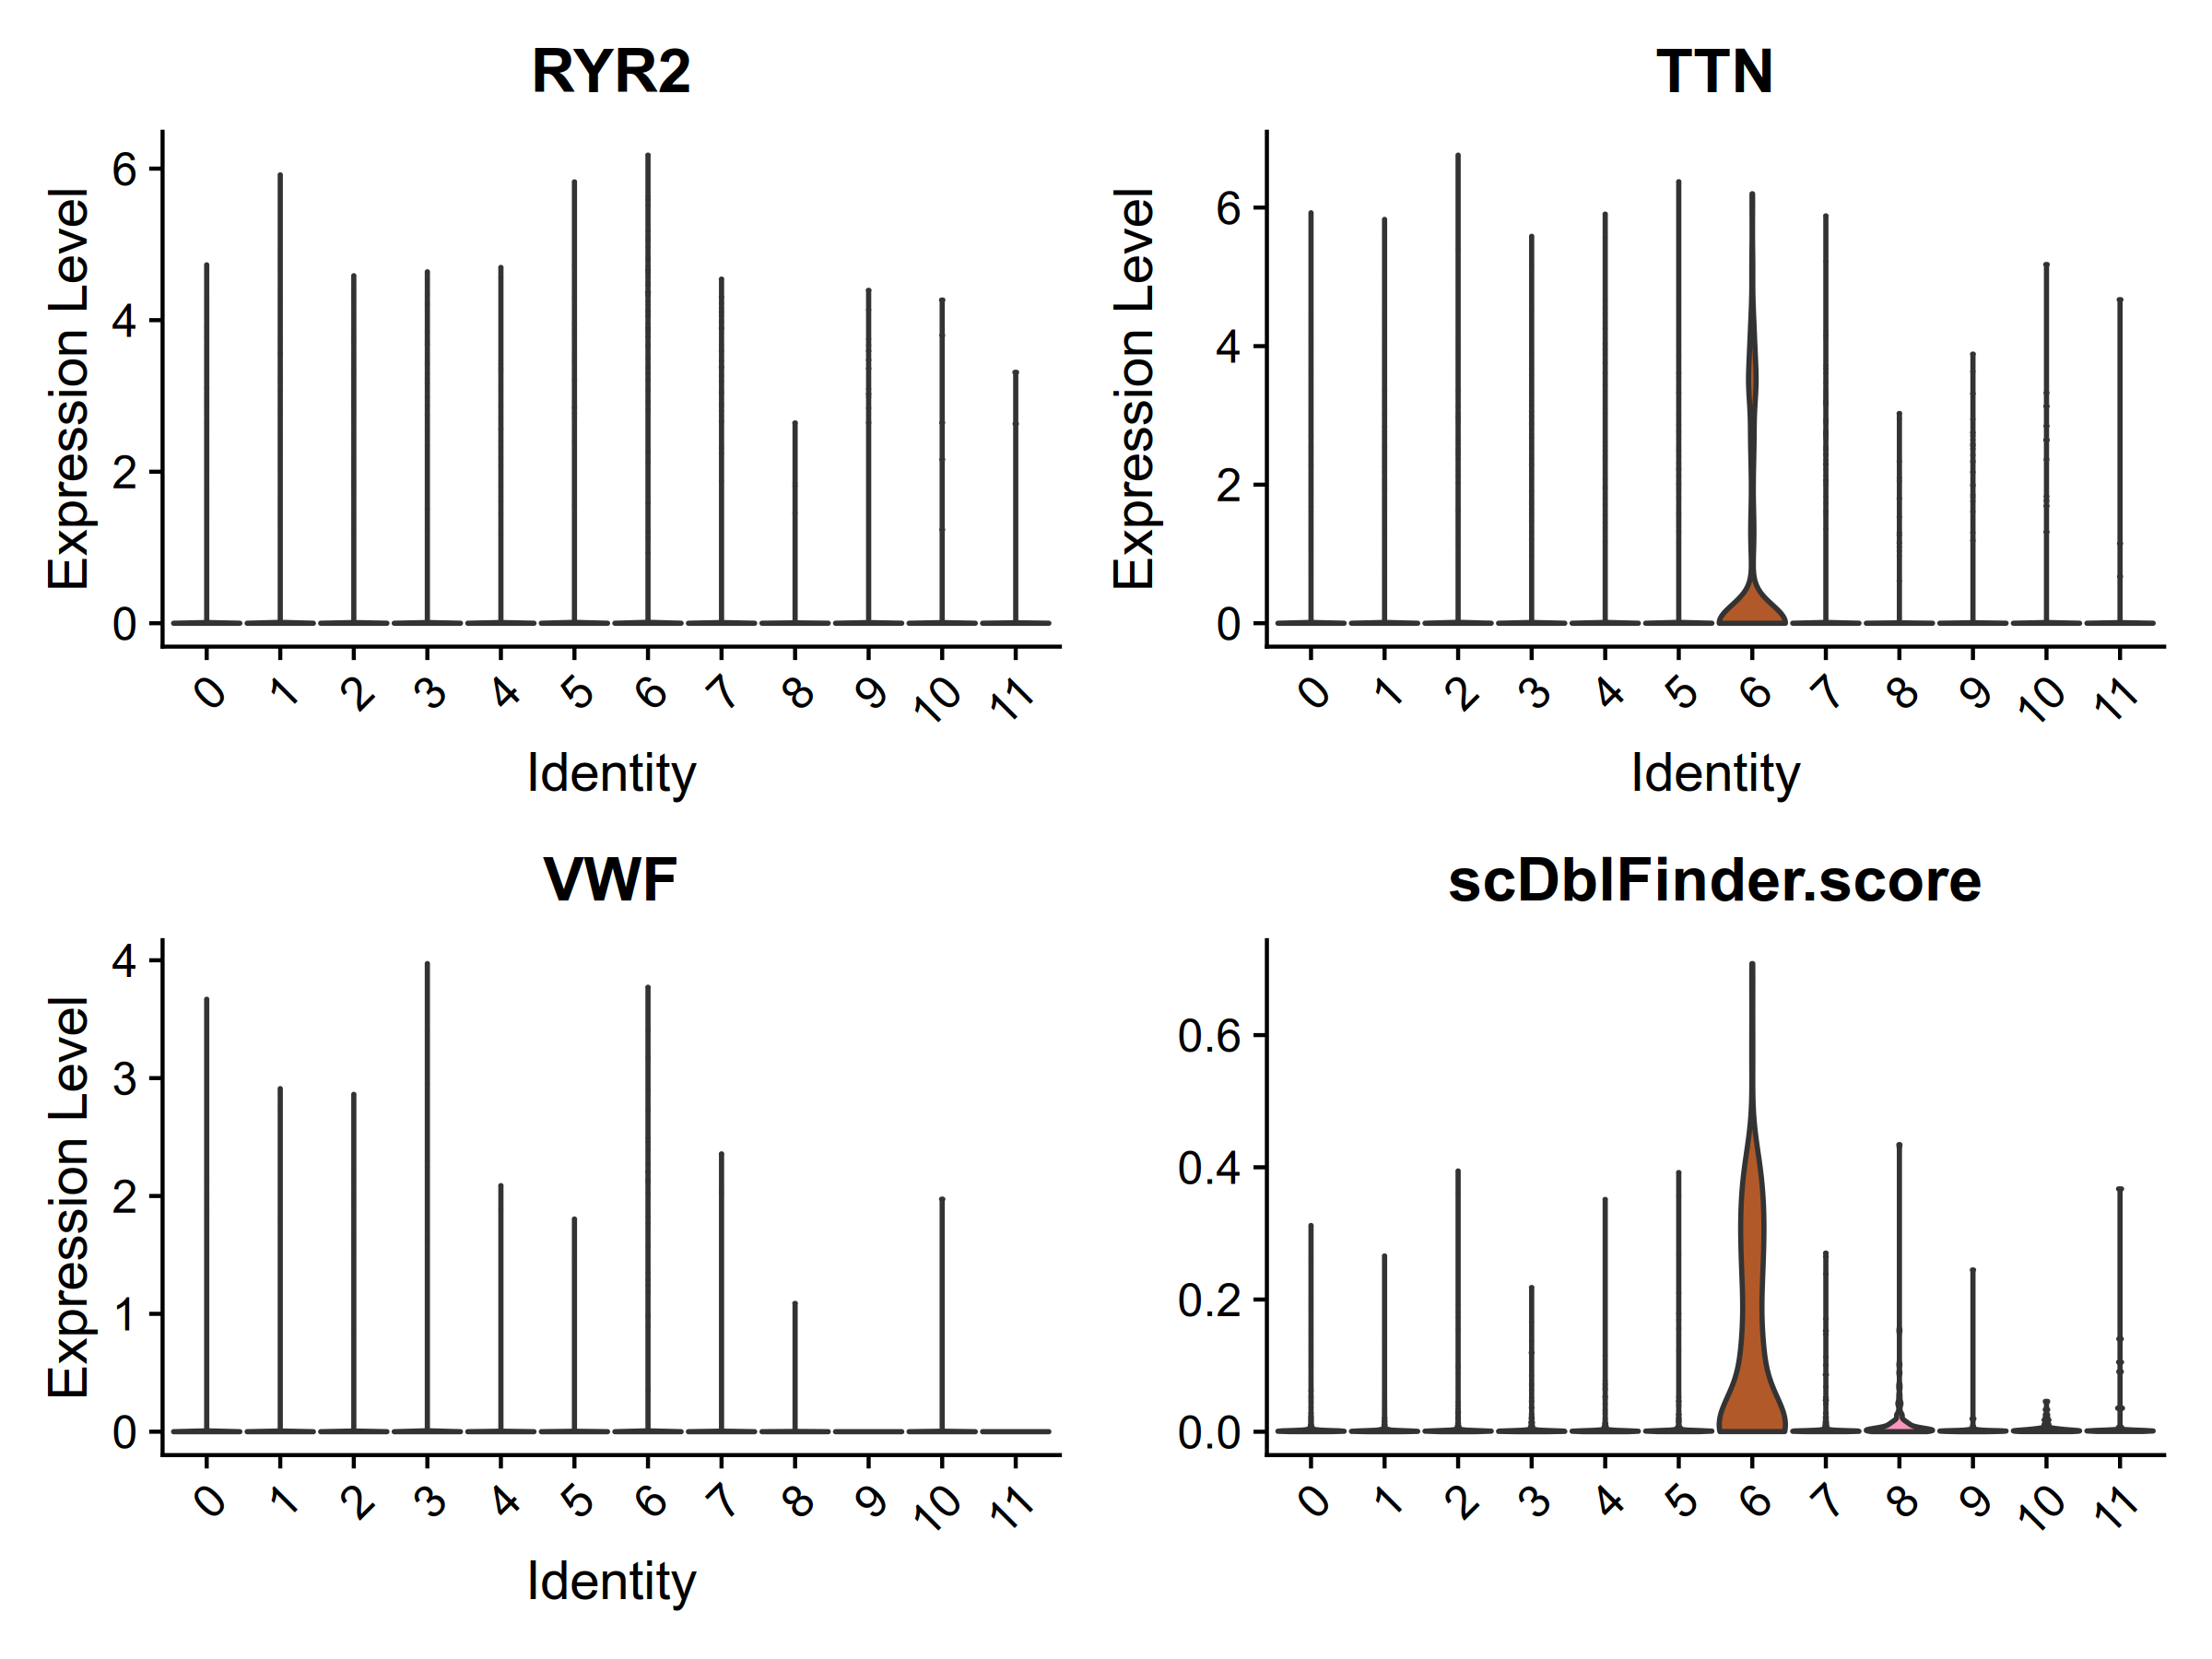 RYR2
Expression Level
6
4
2
0
0 1 2 3 4 5 6 7 8 9 10 11
Identity
TTN
Expression Level
6
4
2
0
0 1 2 3 4 5 6 7 8 9 10 11
Identity
VWF
Expression Level
4
3
2
1
0
0 1 2 3 4 5 6 7 8 9 10 11
Identity
scDblFinder.score
0.6
0.4
0.2
0.0
0 1 2 3 4 5 6 7 8 9 10 11